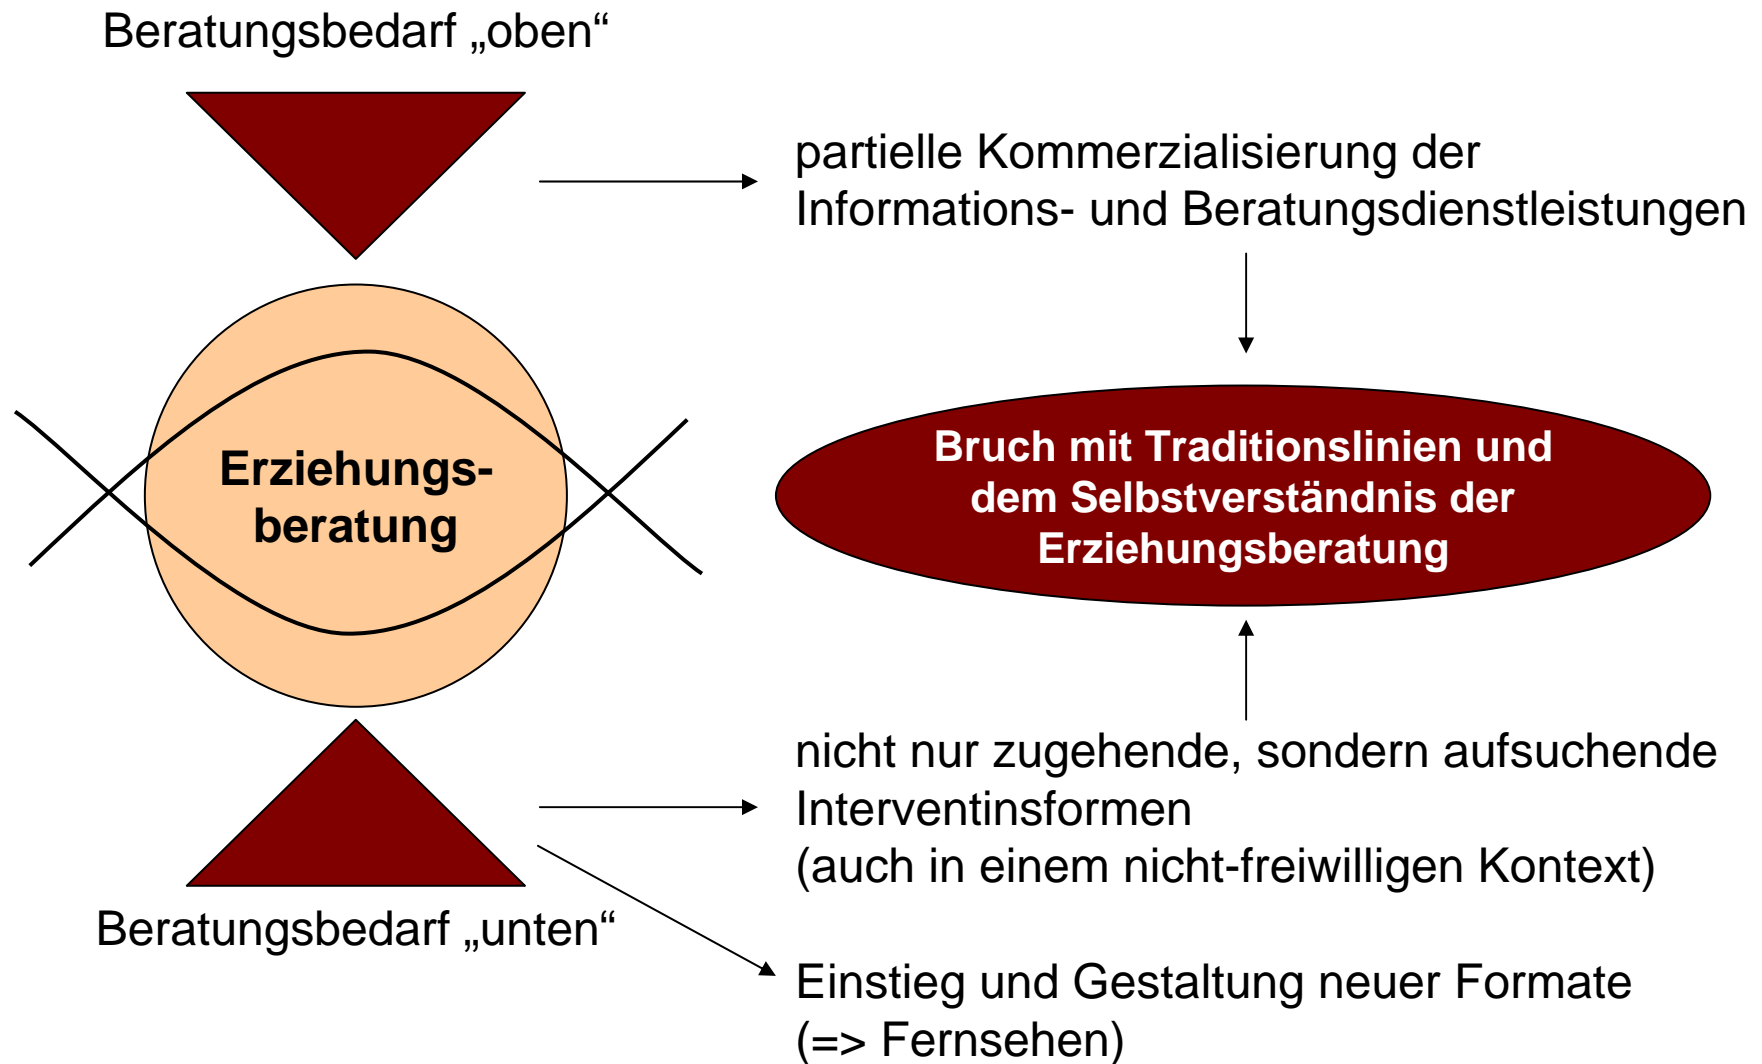 Beratungsbedarf „oben“
partielle Kommerzialisierung der
Informations- und Beratungsdienstleistungen
Erziehungs-
beratung
Bruch mit Traditionslinien und
dem Selbstverständnis der
Erziehungsberatung
nicht nur zugehende, sondern aufsuchende
Interventinsformen
(auch in einem nicht-freiwilligen Kontext)
Beratungsbedarf „unten“
Einstieg und Gestaltung neuer Formate
(=> Fernsehen)